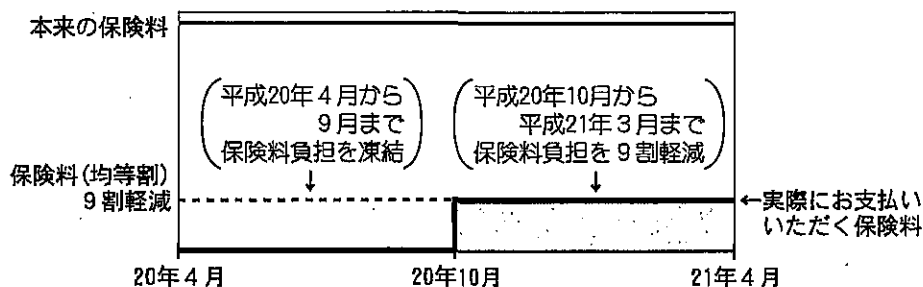 本来の保険料
平成20年4月から
9月まで
保険料負担を凍結
平成20年10月から
平成21年3月まで
保険料負担を9割軽減
保険料(均等割)
9割軽減
←実際にお支払い
いただく保険料
20年4月
20年10月
21年4月